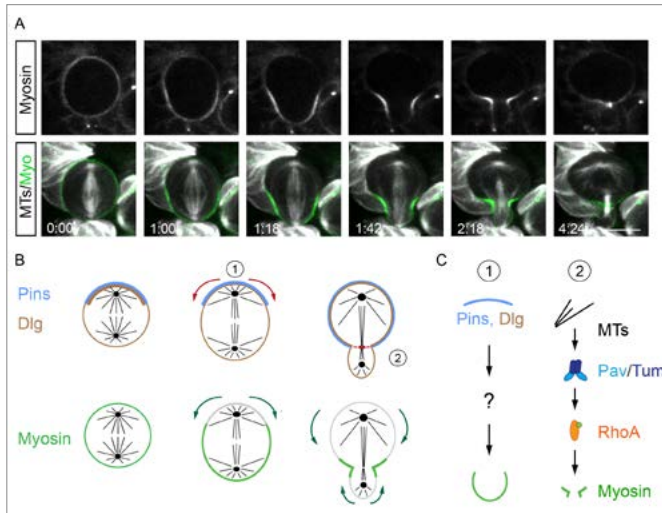 A
Myosin
MTs/Myo
0:00
1:00
1:18
1:42
2:18
4:24
B
1
Pins
Dlg
2
Myosin
C
1
2
Pins, Dlg
MTs
Pav/Tum
?
RhoA
Myosin